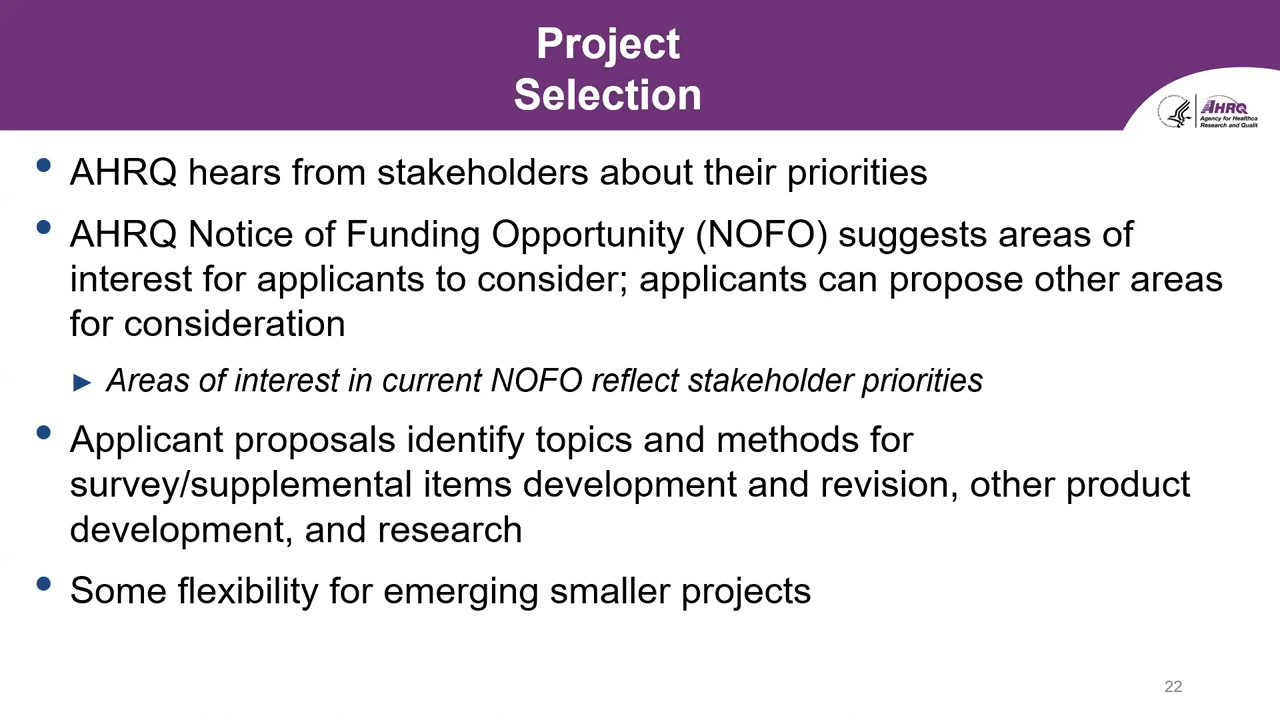 Project
Selection
AHRQ
Agency for Healthca
Research and Qualit
• AHRQ hears from stakeholders about their priorities
• AHRQ Notice of Funding Opportunity (NOFO) suggests areas of
interest for applicants to consider; applicants can propose other areas
for consideration
► Areas of interest in current NOFO reflect stakeholder priorities
• Applicant proposals identify topics and methods for
survey/supplemental items development and revision, other product
development, and research
• Some flexibility for emerging smaller projects
22